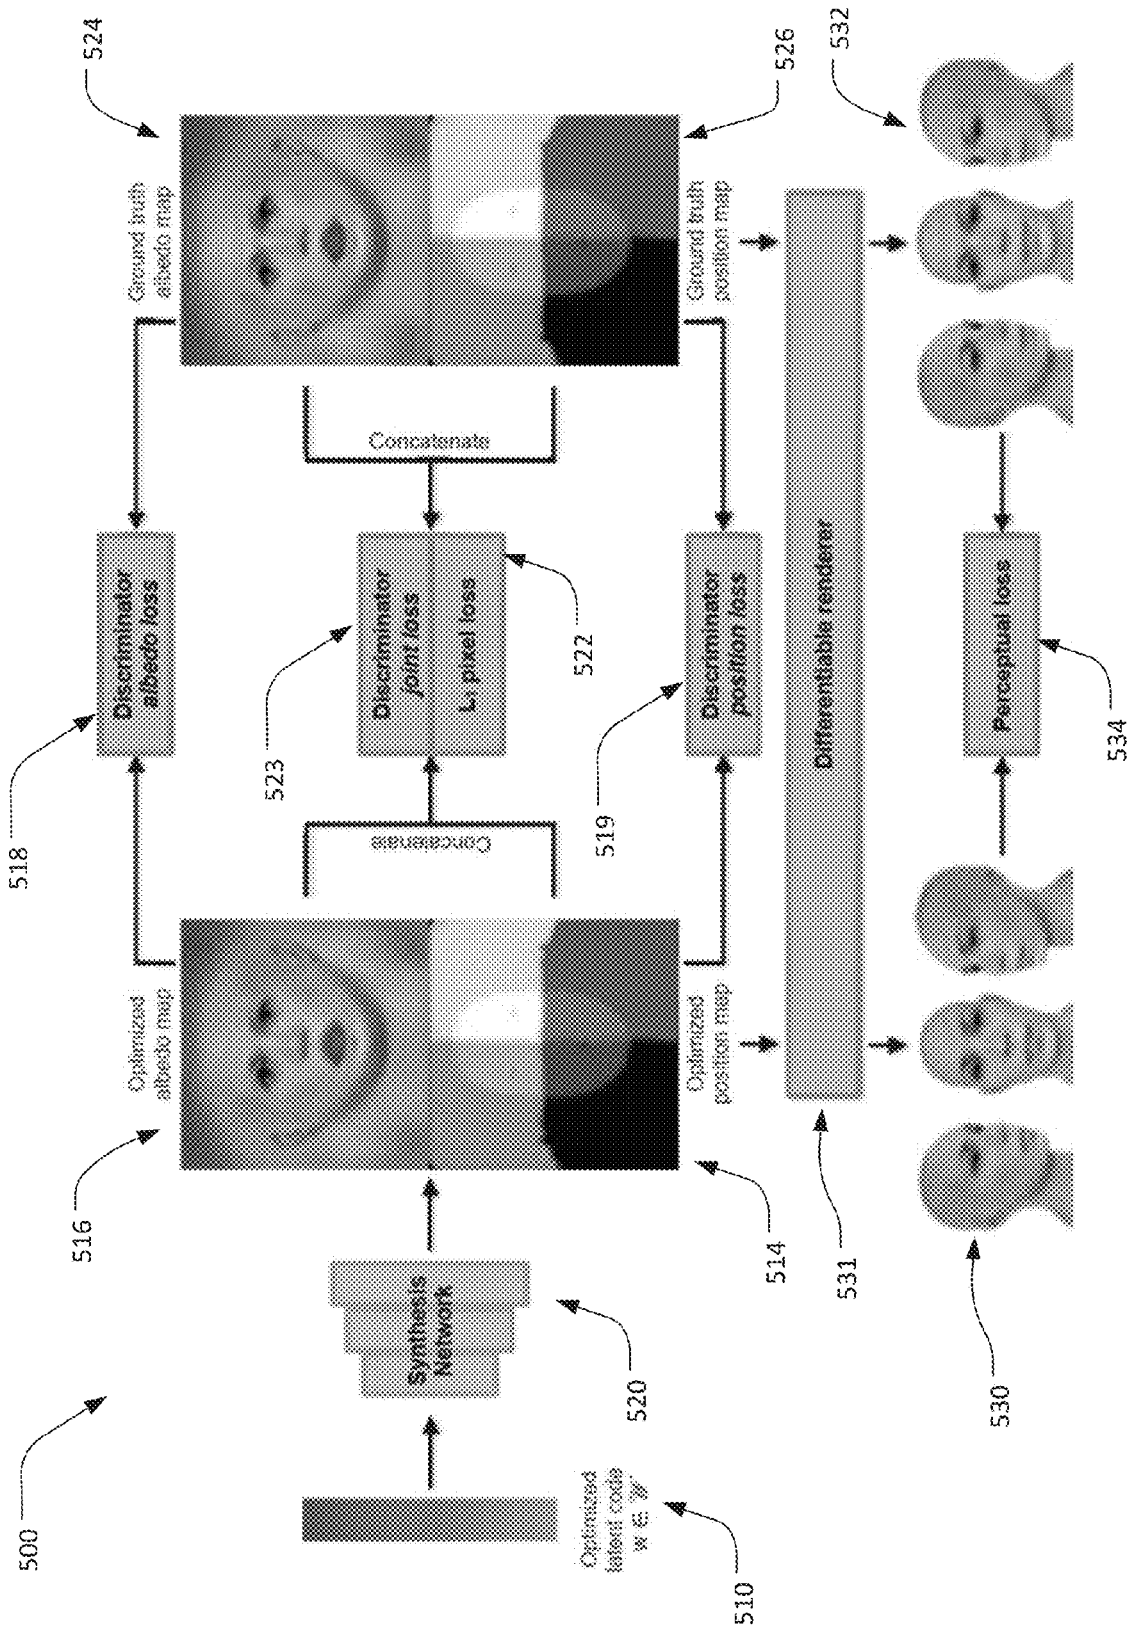 500
510
Optimized
latent code
w ∈ W
520
Synthesis
Network
516
Optimized
albedo map
514
Optimized
position map
518
Discriminator
albedo loss
Concatenate
523
Discriminator
joint loss
L₁ pixel loss
522
Concatenate
519
Discriminator
position loss
524
Ground truth
albedo map
526
Ground truth
position map
531
Differentiable renderer
530
532
Perceptual loss
534